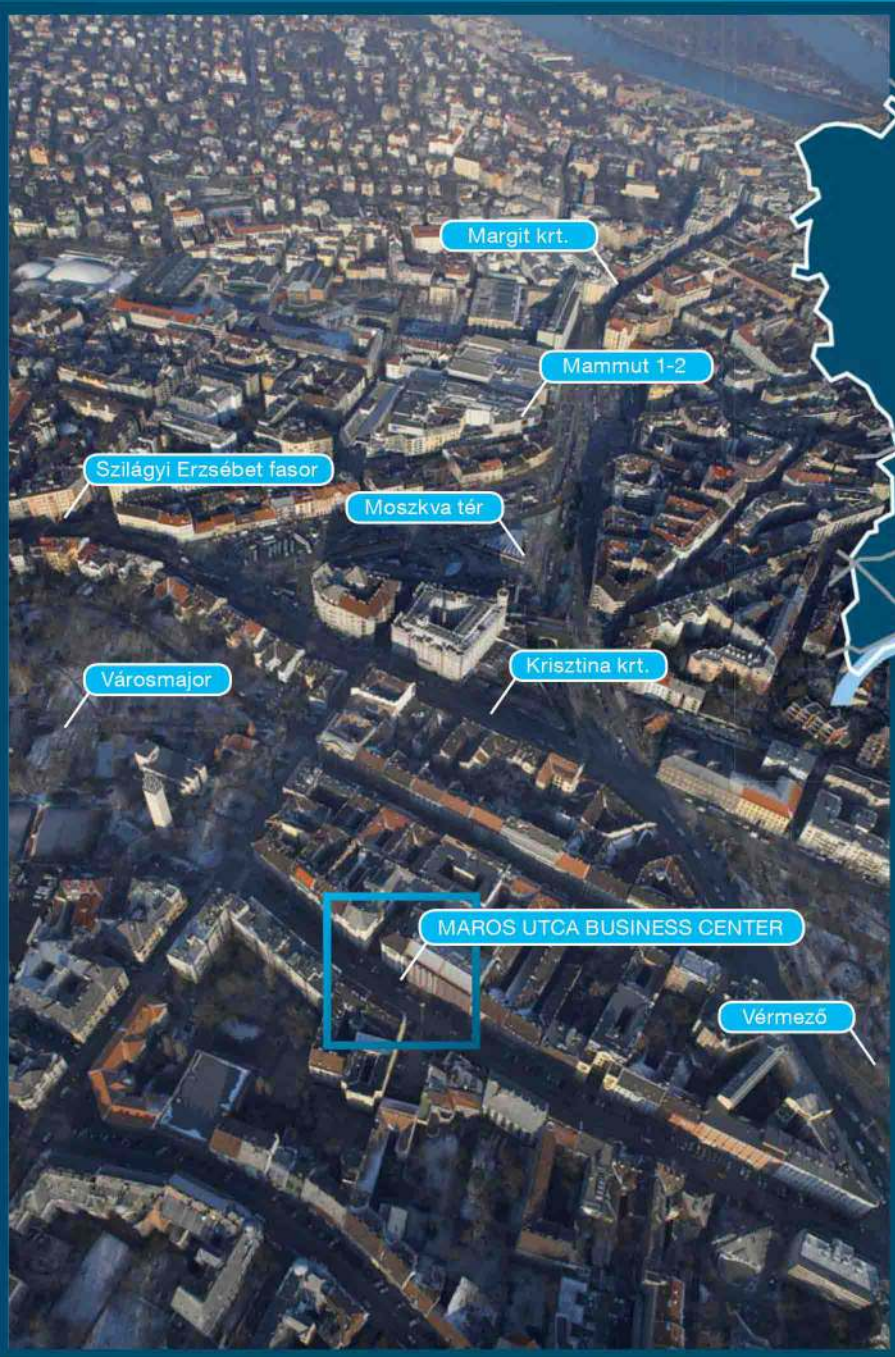 Margit krt.
Mammut 1-2
Szilágyi Erzsébet fasor
Moszkva tér
Krisztina krt.
Városmajor
MAROS UTCA BUSINESS CENTER
Vérmező